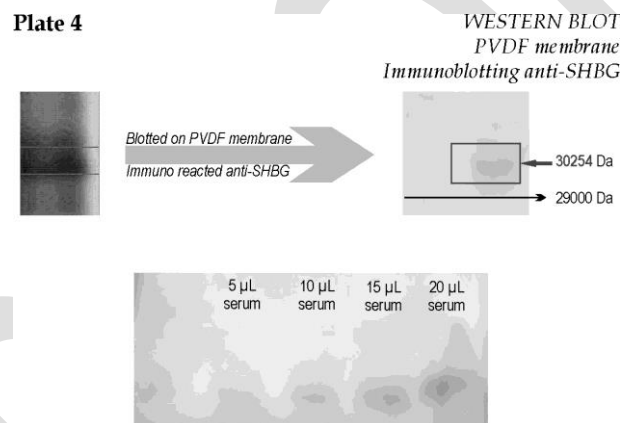 Plate 4
WESTERN BLOT
PVDF membrane
Immunoblotting anti-SHBG
Blotted on PVDF membrane
Immuno reacted anti-SHBG
30254 Da
29000 Da
5 µL
serum
10 µL
serum
15 µL
serum
20 µL
serum